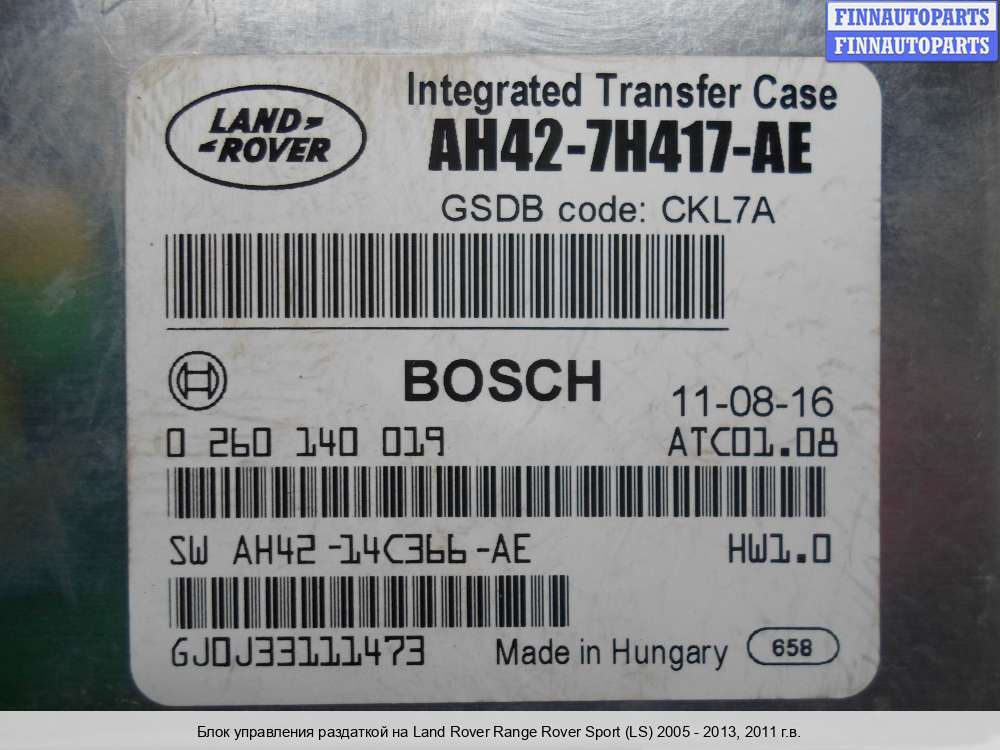 FINNAUTOPARTS
FINNAUTOPARTS
LAND
ROVER
Integrated Transfer Case
AH42-7H417-AE
GSDB code: CKL7A
BOSCH
11-08-16
0 260 140 019
ATC01.08
SW AH42-14C366-AE
HW1.0
GJ0J33111473
Made in Hungary
658
Блок управления раздаткой на Land Rover Range Rover Sport (LS) 2005 - 2013, 2011 г.в.